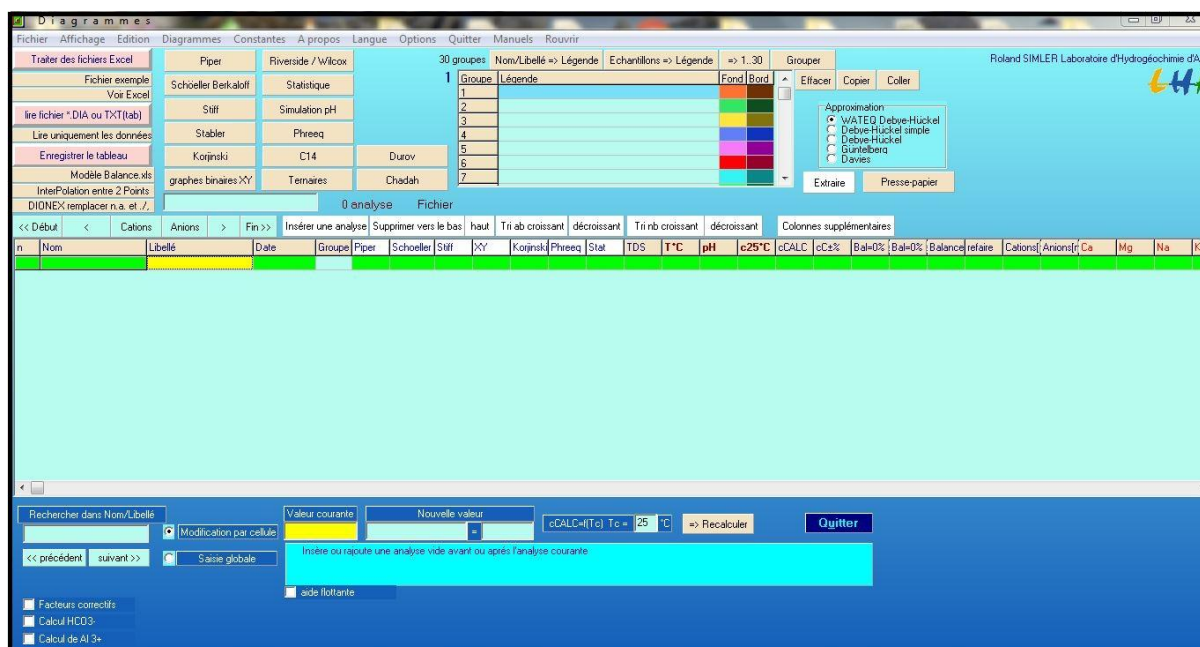 Diagrammes
Fichier Affichage Edition Diagrammes Constantes A propos Langue Options Quitter Manuels Rouvrir
Traiter des fichiers Excel
Fichier exemple
Voir Excel
lire fichier *.DIA ou TXT(tab)
Lire uniquement les données
Enregistrer le tableau
Modèle Balance.xls
InterPolation entre 2 Points
DIONEX remplacer n.a. et ./,
Piper Riverside / Wilcox
Schöeller Berkaloff Statistique
Stiff Simulation pH
Stabler Phreeq
Korjinski C14 Durov
graphes binaires XY Ternaires Chadah
0 analyse Fichier
30 groupes Nom/Libellé => Légende Echantillons => Légende => 1..30 Grouper
1 Groupe Légende Fond Bord
1
2
3
4
5
6
7
Effacer Copier Coller
Approximation
WATEQ Debye-Hückel
Debye-Hückel simple
Debye-Hückel
Güntelberg
Davies
Extraire Presse-papier
Roland SIMLER Laboratoire d'Hydrogéochimie d'A
LH
<< Début < Cations Anions > Fin >> Insérer une analyse Supprimer vers le bas haut Tri ab croissant décroissant Tri nb croissant décroissant Colonnes supplémentaires
n Nom Libellé Date Groupe Piper Schoeller Stiff XY Korjinski Phreeq Stat TDS T°C pH c25°C cCALC cC±% Bal=0% Bal=0% Balance refaire Cations[ Anions[r Ca Mg Na K
Rechercher dans Nom/Libellé
<< précédent suivant >>
Modification par cellule
Saisie globale
Valeur courante Nouvelle valeur
=
cCALC=f(Tc) Tc = 25 °C => Recalculer
Quitter
Insère ou rajoute une analyse vide avant ou aprés l'analyse courante
aide flottante
Facteurs correctifs
Calcul HCO3-
Calcul de Al 3+